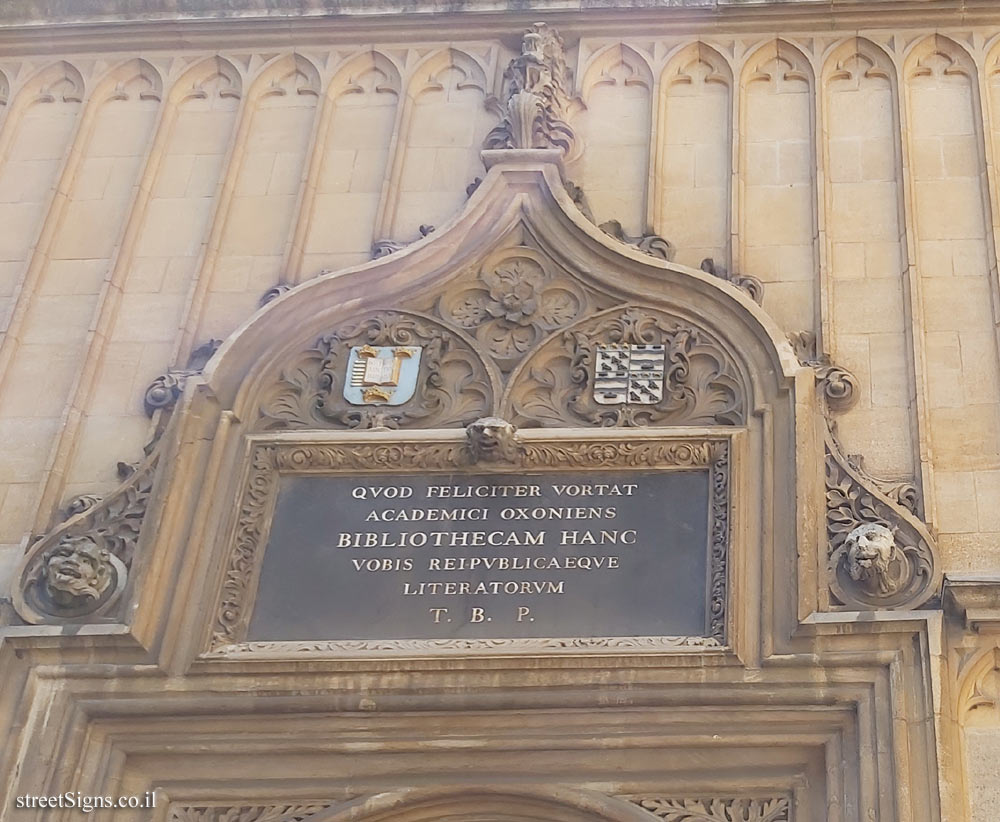 QVOD FELICITER VORTAT
ACADEMICI OXONIENS
BIBLIOTHECAM HANC
VOBIS REIPVBLICAEQVE
LITERATORVM
T. B. P.
streetSigns.co.il